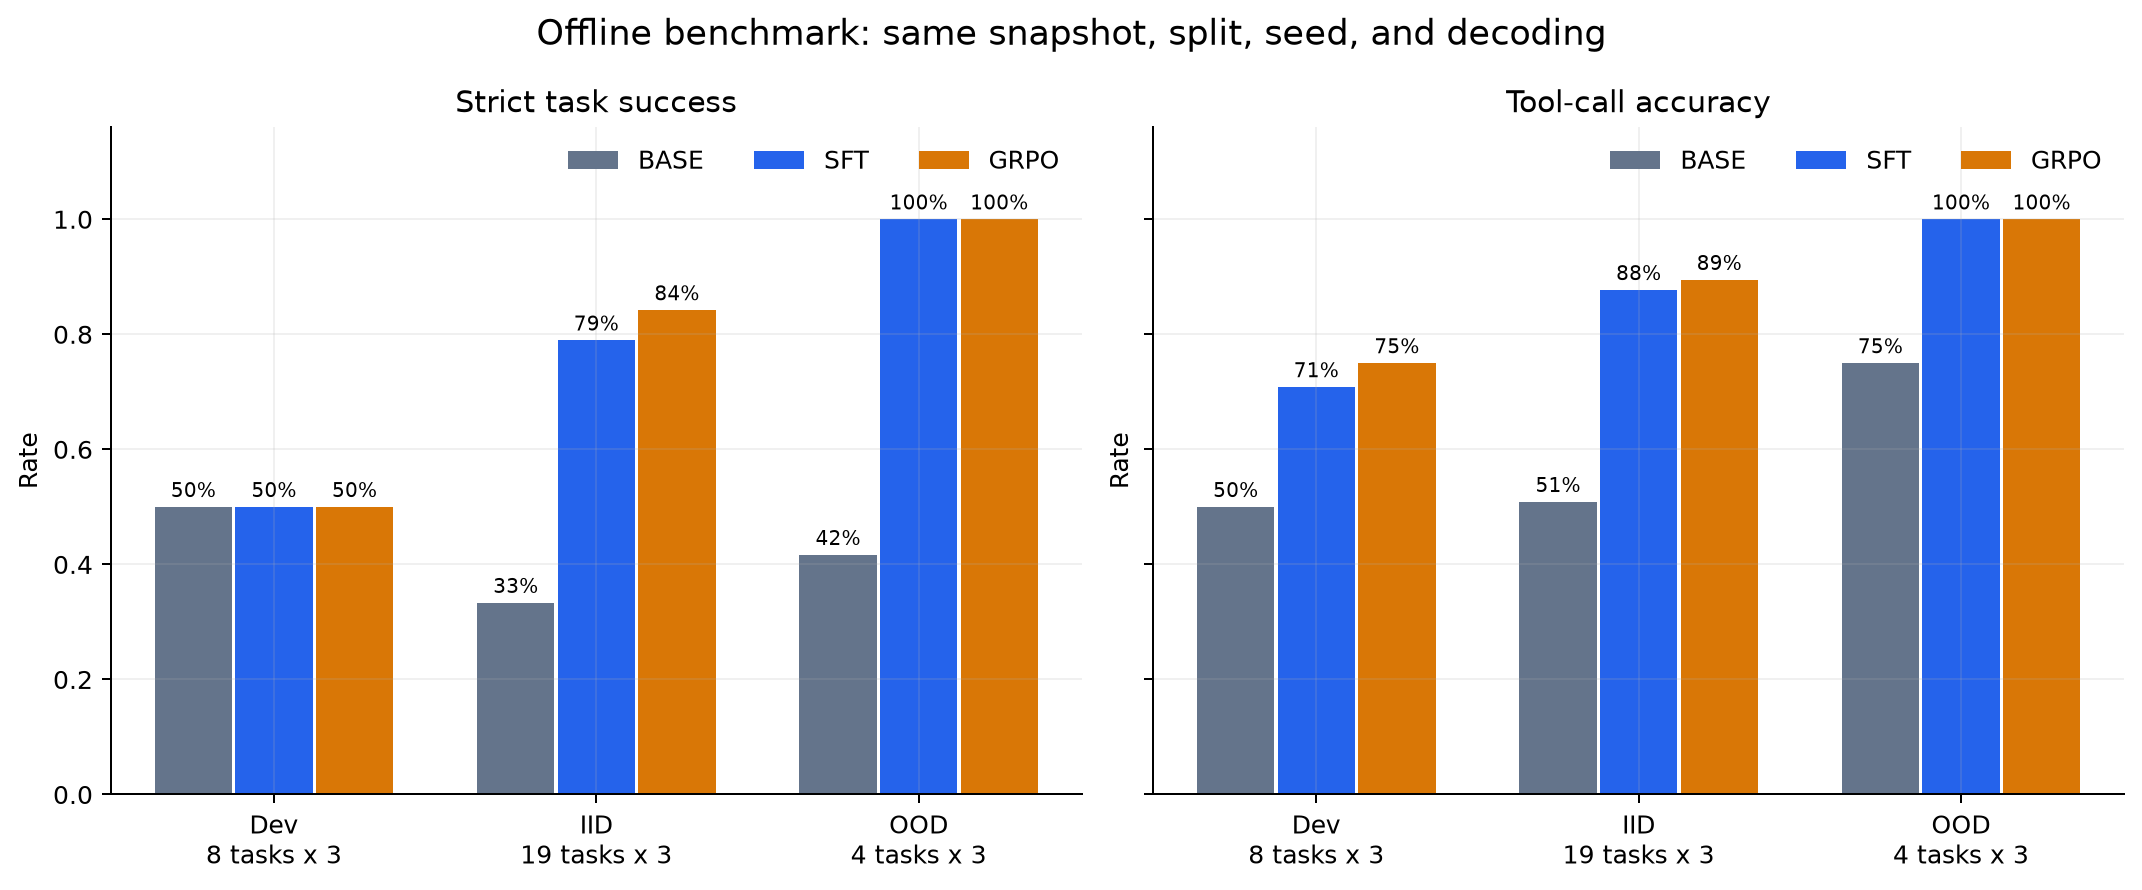 Offline benchmark: same snapshot, split, seed, and decoding
Strict task success
BASE SFT GRPO
Rate
1.0
0.8
0.6
0.4
0.2
0.0
50% 50% 50%
33% 79% 84%
42% 100% 100%
Dev IID OOD
8 tasks x 3 19 tasks x 3 4 tasks x 3
Tool-call accuracy
BASE SFT GRPO
Rate
50% 71% 75%
51% 88% 89%
75% 100% 100%
Dev IID OOD
8 tasks x 3 19 tasks x 3 4 tasks x 3